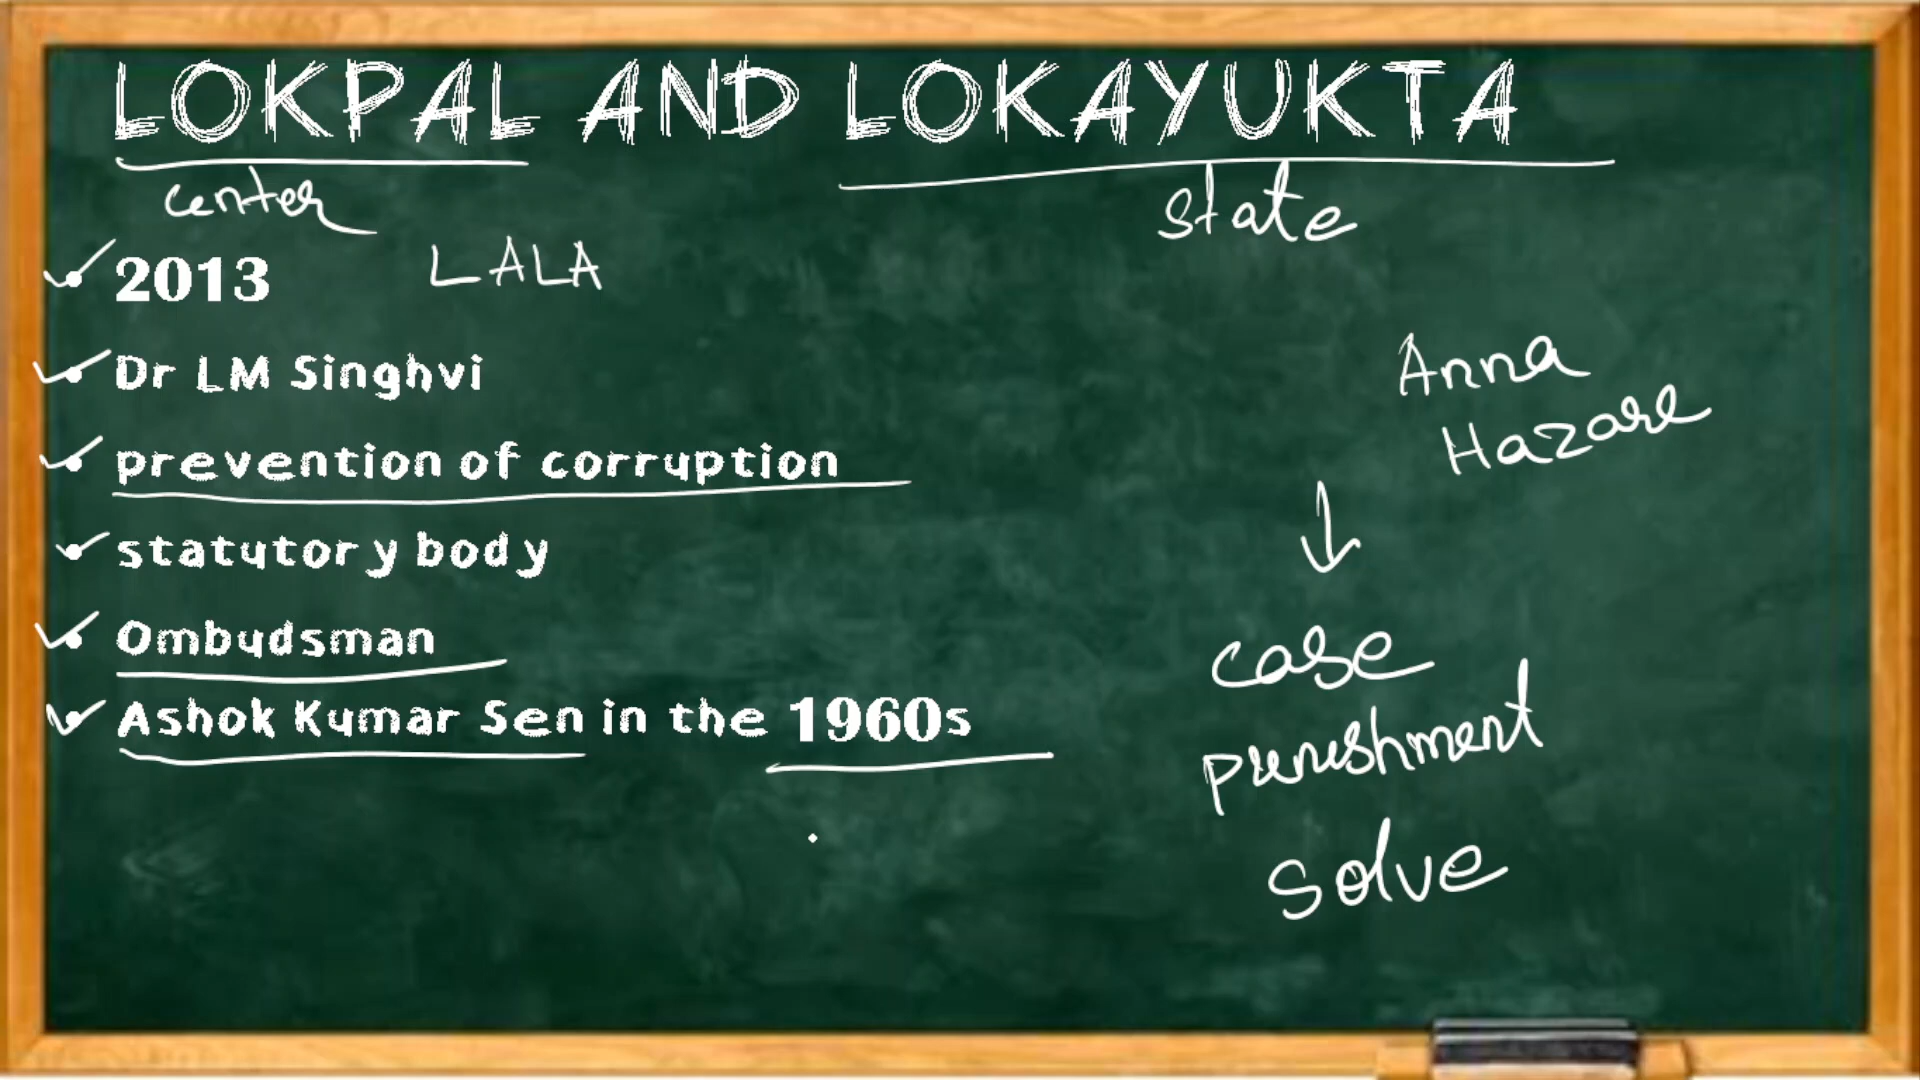 LOKPAL AND LOKAYUKTA
center
state
2013
LALA
Dr LM Singhvi
Anna
Hazare
prevention of corruption
statutory body
case
Ombudsman
Ashok Kumar Sen in the 1960s
punishment
solve